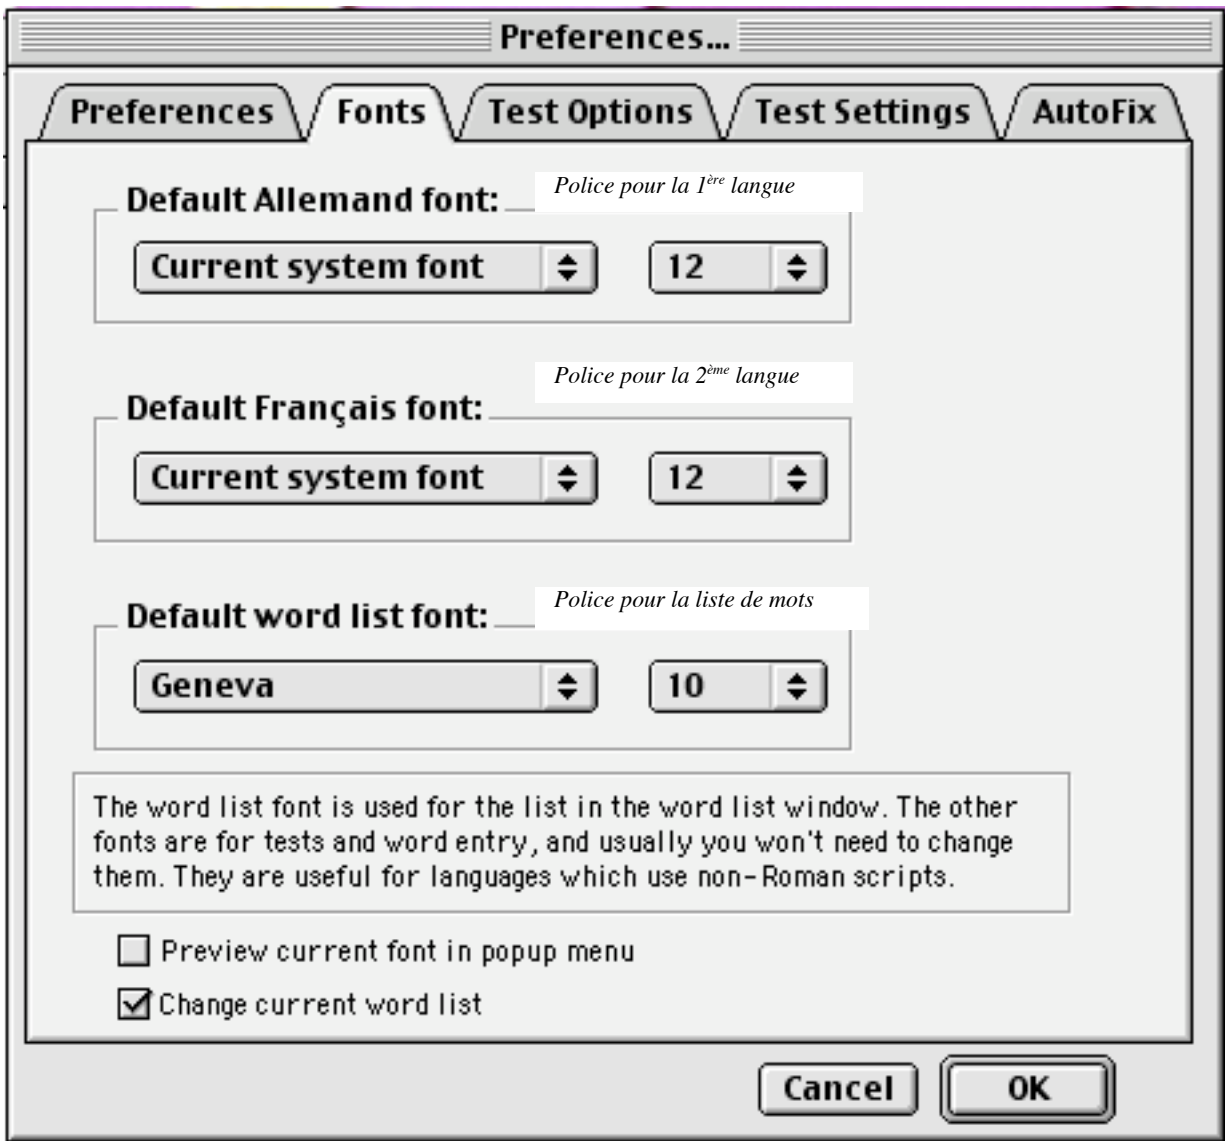 Preferences...
Preferences Fonts Test Options Test Settings AutoFix
Police pour la 1ère langue
Default Allemand font:
Current system font 12
Police pour la 2ème langue
Default Français font:
Current system font 12
Police pour la liste de mots
Default word list font:
Geneva 10
The word list font is used for the list in the word list window. The other
fonts are for tests and word entry, and usually you won't need to change
them. They are useful for languages which use non-Roman scripts.
Preview current font in popup menu
Change current word list
Cancel OK